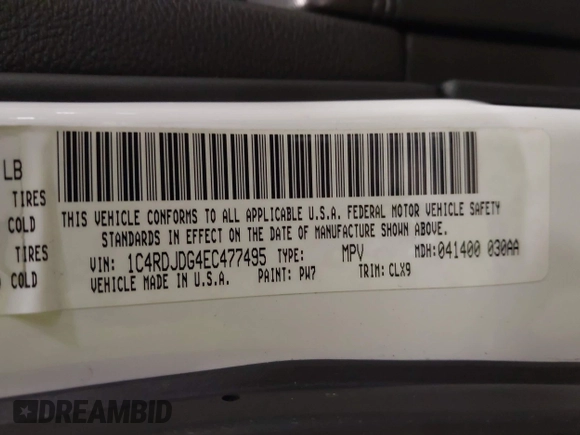 LB
TIRES
COLD
TIRES
COLD
THIS VEHICLE CONFORMS TO ALL APPLICABLE U.S.A. FEDERAL MOTOR VEHICLE SAFETY
STANDARDS IN EFFECT ON THE DATE OF MANUFACTURE SHOWN ABOVE.
VIN: 1C4RDJDG4EC477495 TYPE: MPV MDH:041400 030AA
VEHICLE MADE IN U.S.A. PAINT: PW7 TRIM: CLX9
DREAMBID